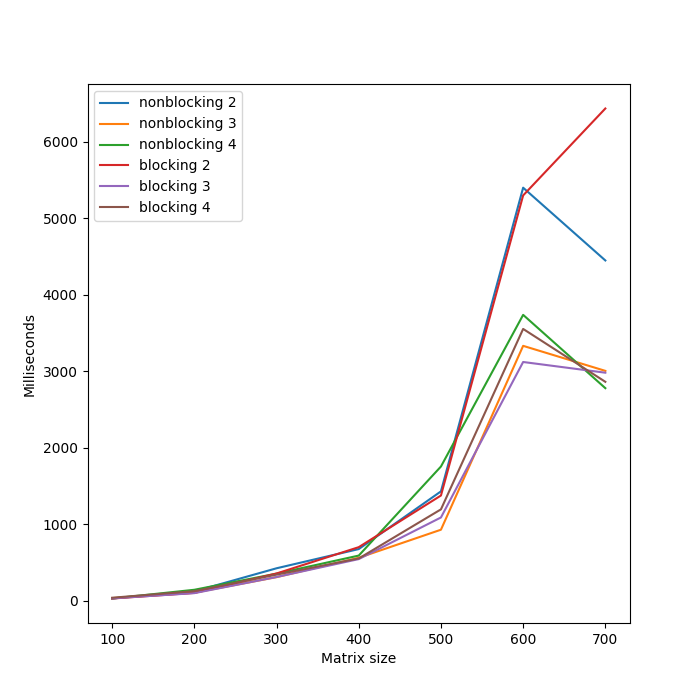 nonblocking 2
nonblocking 3
nonblocking 4
blocking 2
blocking 3
blocking 4
6000
5000
4000
3000
2000
1000
0
Milliseconds
100 200 300 400 500 600 700
Matrix size